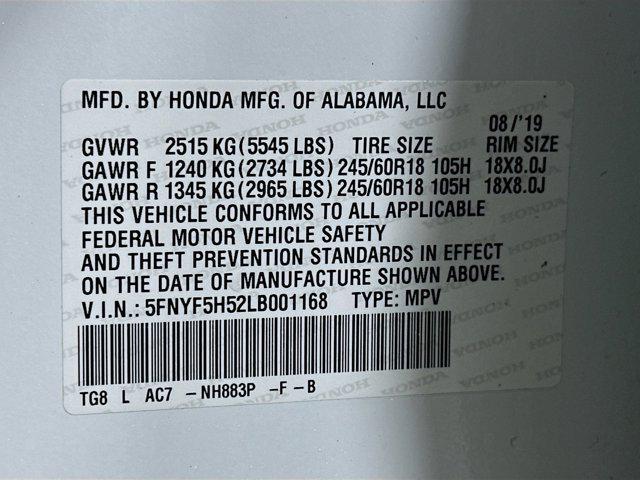 MFD. BY HONDA MFG. OF ALABAMA, LLC
08/'19
GVWR 2515 KG(5545 LBS) TIRE SIZE RIM SIZE
GAWR F 1240 KG(2734 LBS) 245/60R18 105H 18X8.0J
GAWR R 1345 KG(2965 LBS) 245/60R18 105H 18X8.0J
THIS VEHICLE CONFORMS TO ALL APPLICABLE
FEDERAL MOTOR VEHICLE SAFETY
AND THEFT PREVENTION STANDARDS IN EFFECT
ON THE DATE OF MANUFACTURE SHOWN ABOVE.
V.I.N.: 5FNYF5H52LB001168 TYPE: MPV
TG8 L AC7 -NH883P -F-B